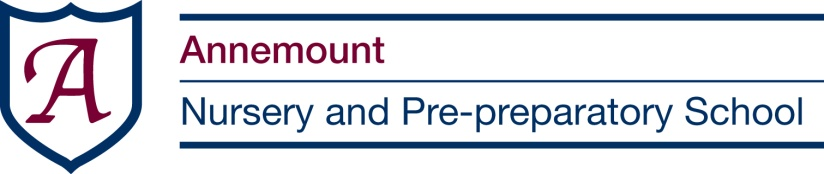 A
Annemount
Nursery and Pre-preparatory School